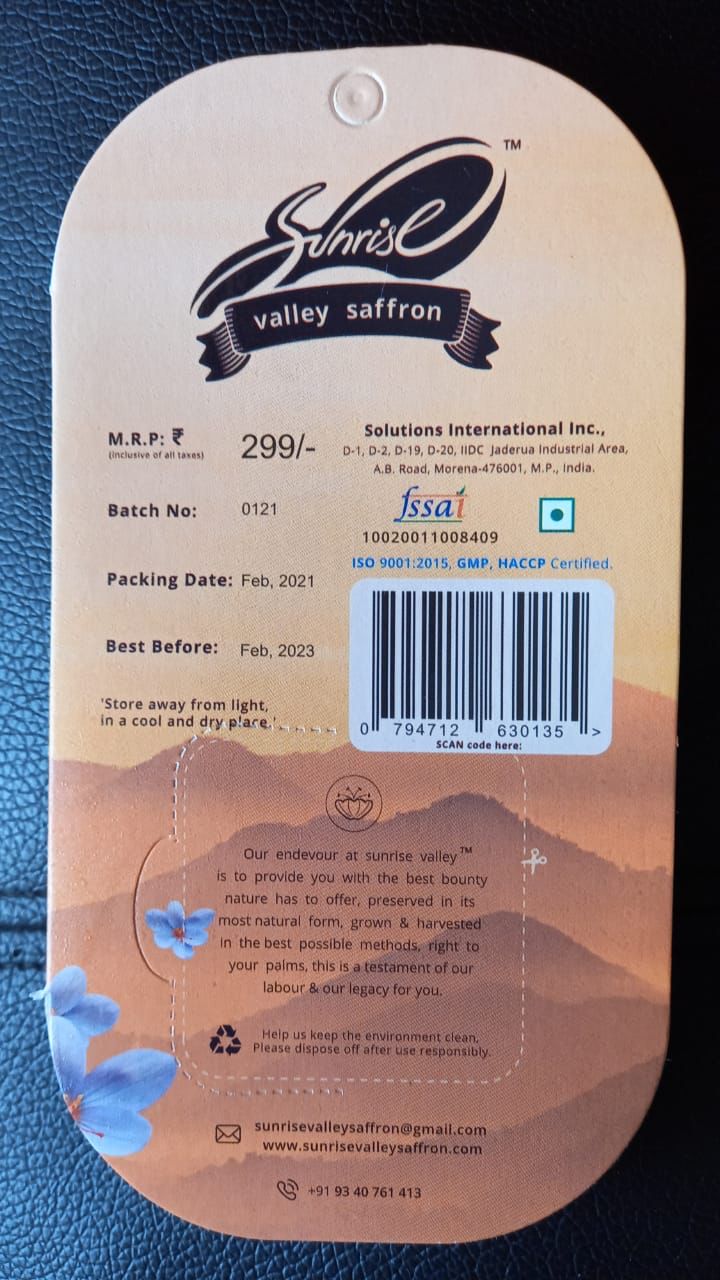 Sunrise™
valley saffron
M.R.P: ₹ 299/-
(inclusive of all taxes)
Batch No: 0121
Packing Date: Feb, 2021
Best Before: Feb, 2023
'Store away from light,
in a cool and dry place.'
Solutions International Inc.,
D-1, D-2, D-19, D-20, IIDC Jaderua Industrial Area,
A.B. Road, Morena-476001, M.P., India.
fssai
10020011008409
ISO 9001:2015, GMP, HACCP Certified.
0 794712 630135 >
SCAN code here:
Our endevour at sunrise valley™
is to provide you with the best bounty
nature has to offer, preserved in its
most natural form, grown & harvested
in the best possible methods, right to
your palms, this is a testament of our
labour & our legacy for you.
Help us keep the environment clean,
Please dispose off after use responsibly.
sunrisevalleysaffron@gmail.com
www.sunrisevalleysaffron.com
+91 93 40 761 413